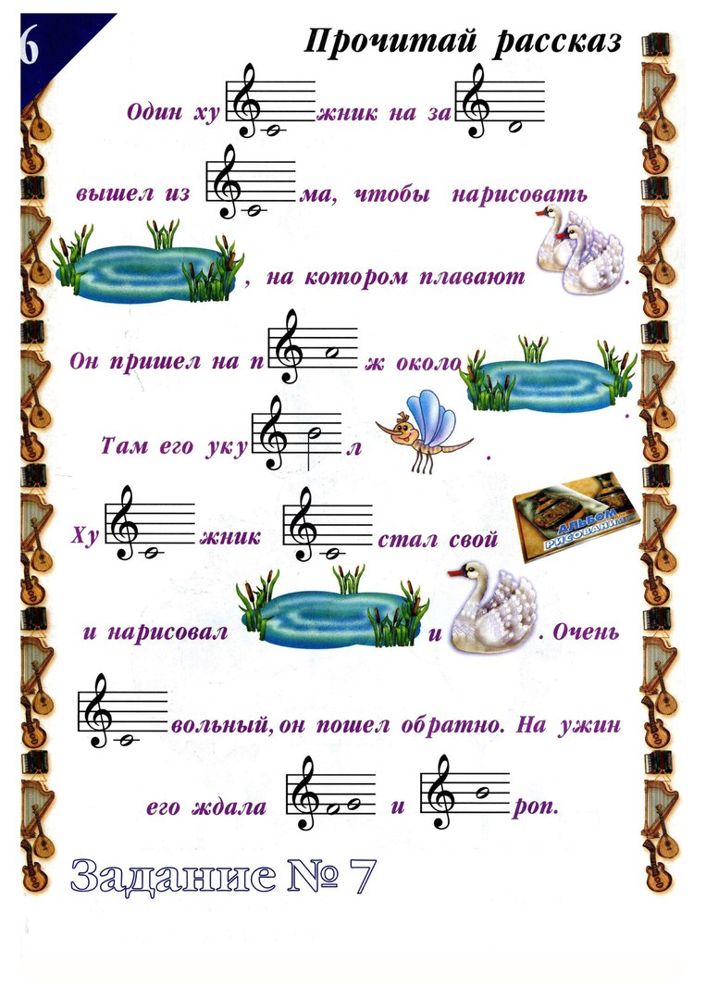 6
Прочитай рассказ
Один ху жник на за
вышел из ма, чтобы нарисовать
, на котором плавают .
Он пришел на п ж около .
Там его уку л .
Ху жник стал свой
АЛЬБОМ
РИСОВАНИЯ
и нарисовал и . Очень
вольный, он пошел обратно. На ужин
его ждала и роп.
Задание № 7